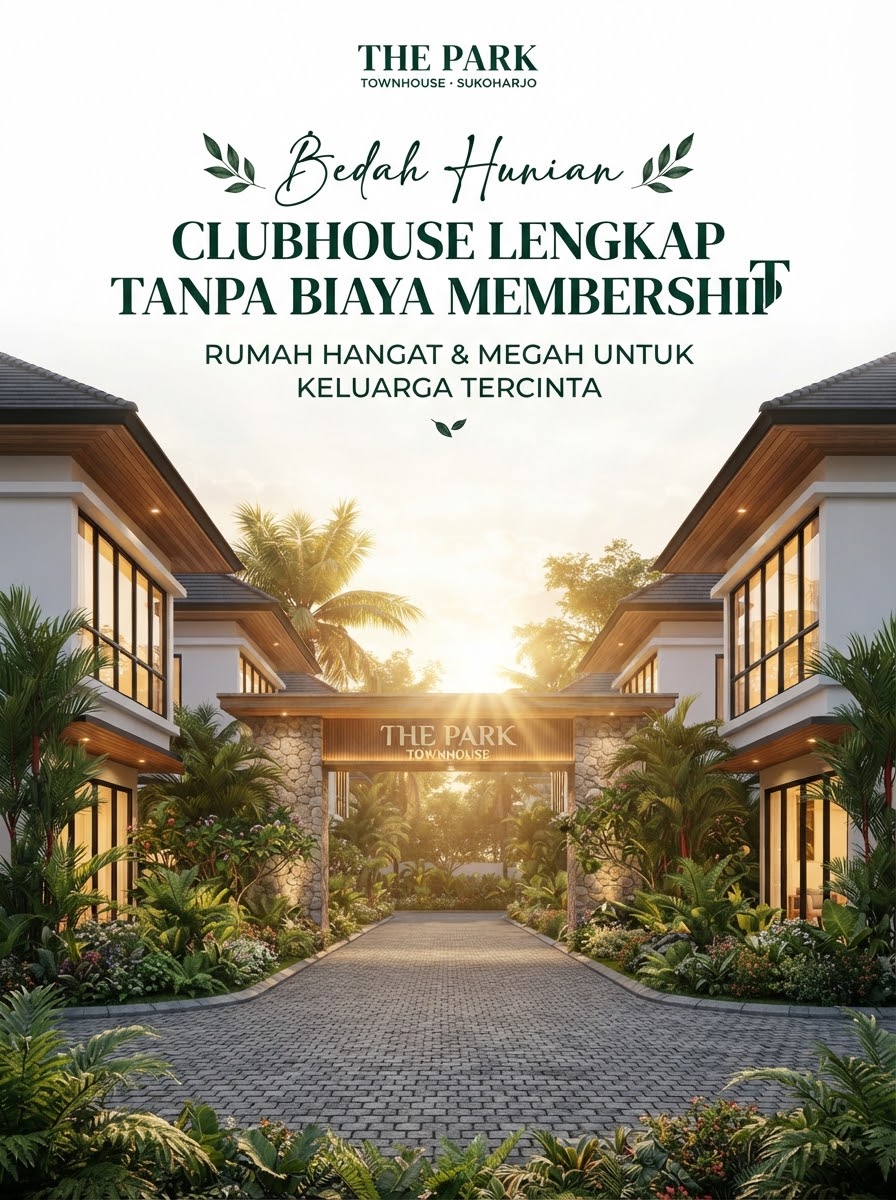 THE PARK
TOWNHOUSE · SUKOHARJO
Bedah Hunian
CLUBHOUSE LENGKAP
TANPA BIAYA
RUMAH HANGAT & MEGAH UNTUK
KELUARGA TERCINTA
THE PARK
TOWNHOUSE